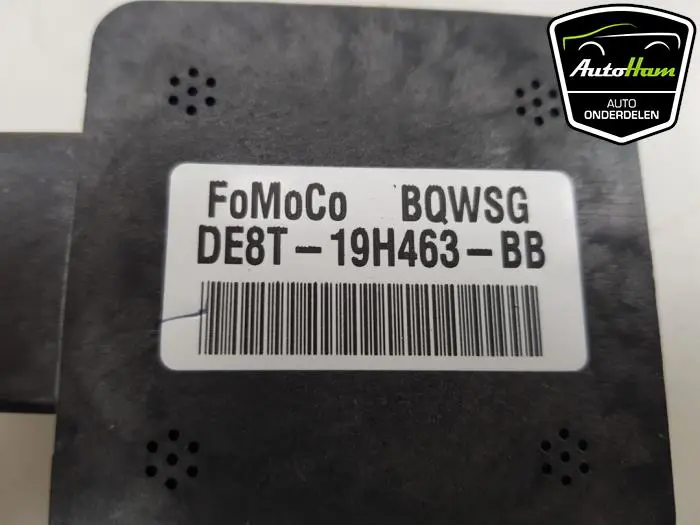 AutoHam
AUTO
ONDERDELEN
FoMoCo BQWSG
DE8T-19H463-BB